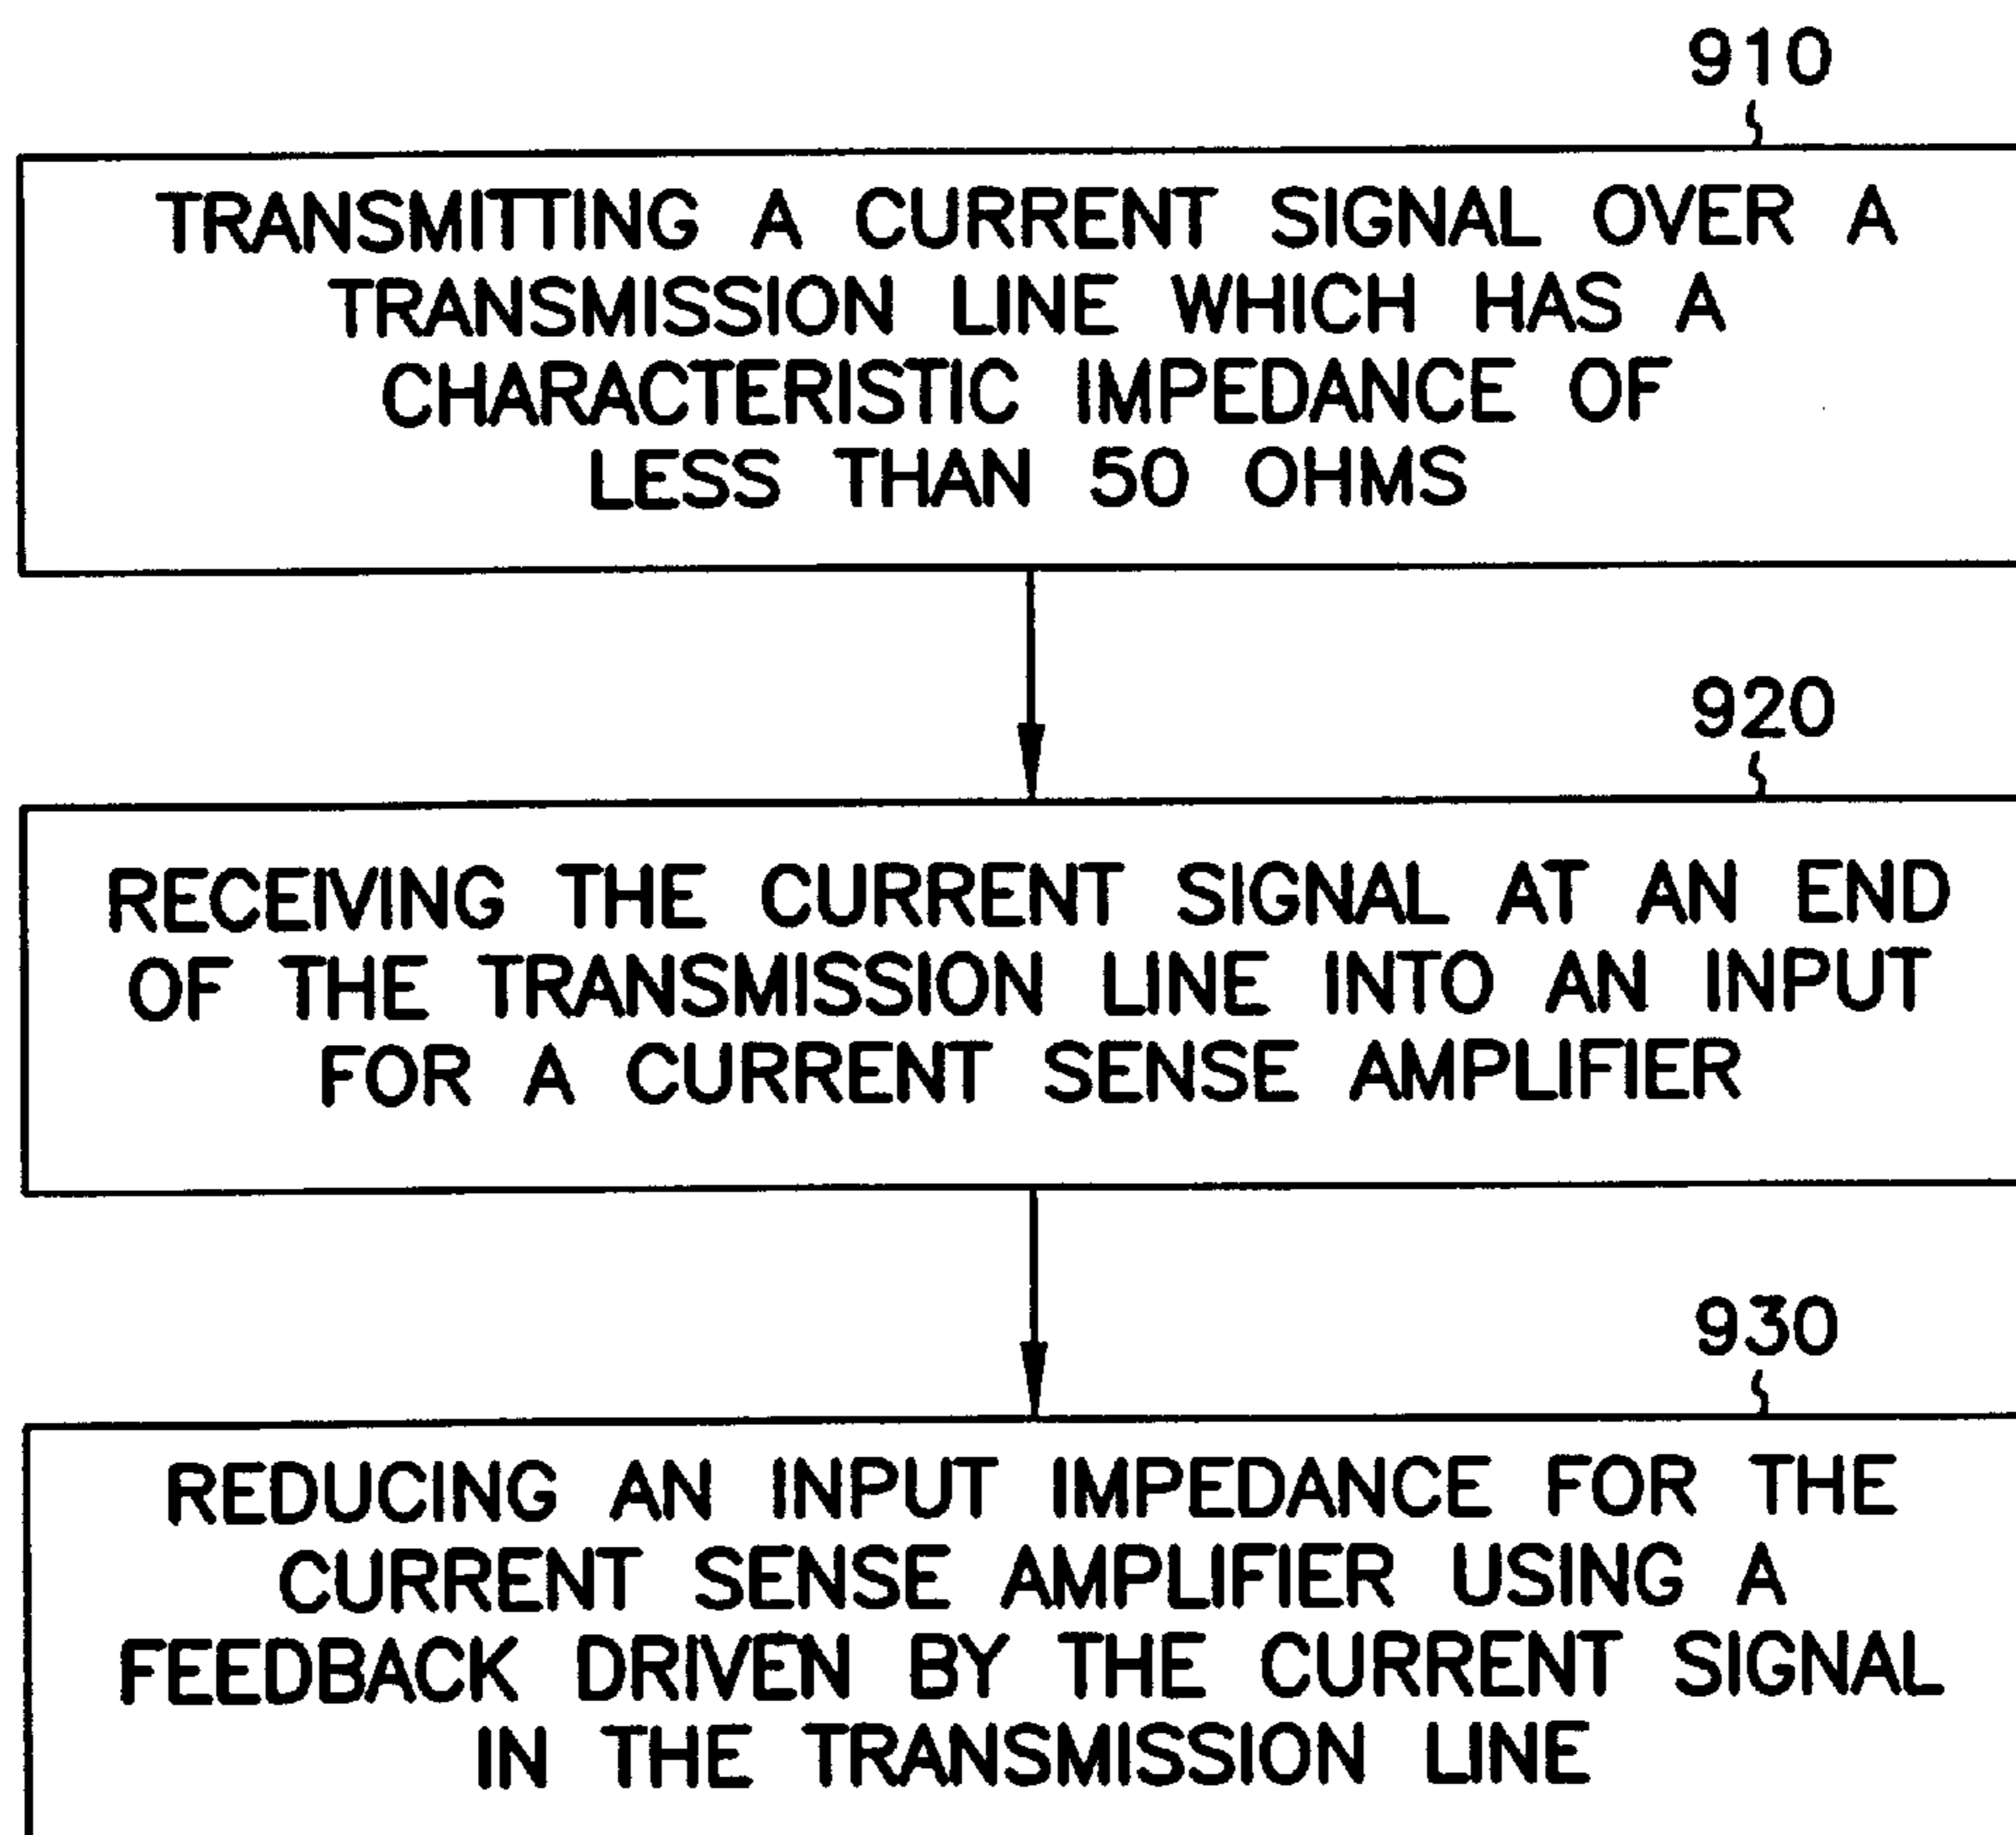 910
TRANSMITTING A CURRENT SIGNAL OVER A
TRANSMISSION LINE WHICH HAS A
CHARACTERISTIC IMPEDANCE OF
LESS THAN 50 OHMS
920
RECEIVING THE CURRENT SIGNAL AT AN END
OF THE TRANSMISSION LINE INTO AN INPUT
FOR A CURRENT SENSE AMPLIFIER
930
REDUCING AN INPUT IMPEDANCE FOR THE
CURRENT SENSE AMPLIFIER USING A
FEEDBACK DRIVEN BY THE CURRENT SIGNAL
IN THE TRANSMISSION LINE